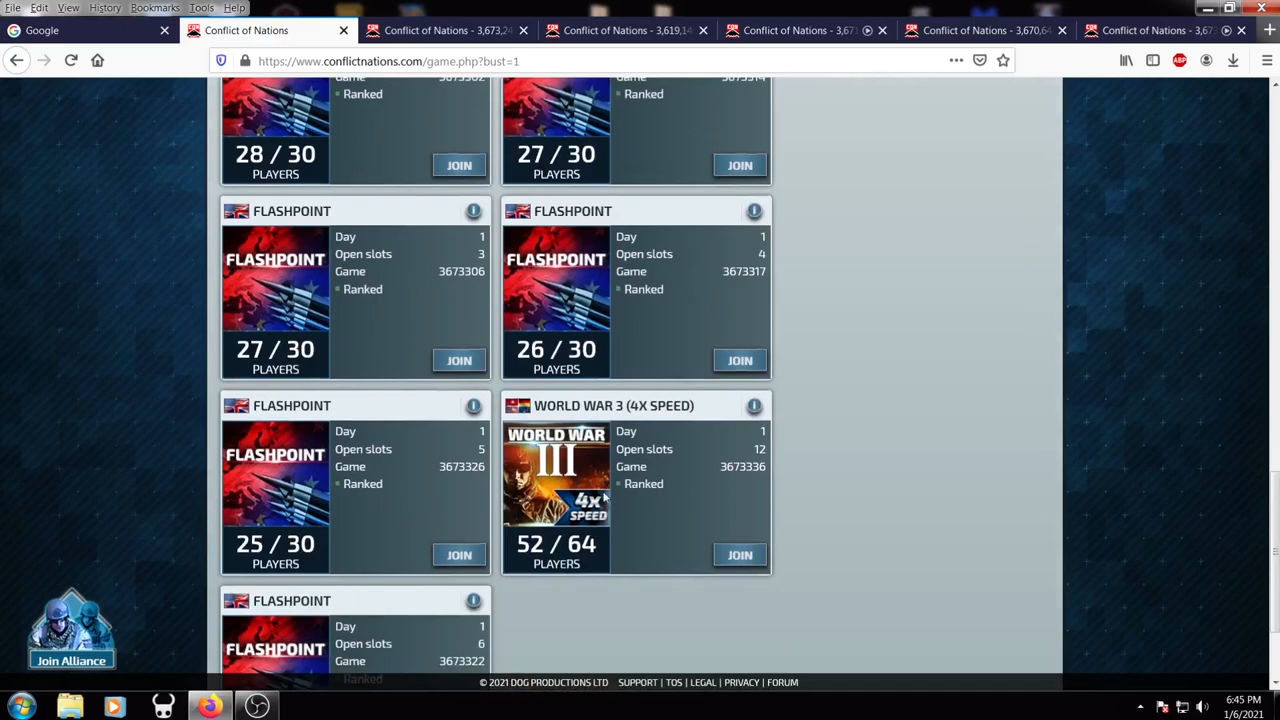 File Edit View History Bookmarks Tools Help
Google
Conflict of Nations
Conflict of Nations - 3,673,24
Conflict of Nations - 3,619,14
Conflict of Nations - 3,67
Conflict of Nations - 3,670,6
Conflict of Nations - 3,67
https://www.conflictnations.com/game.php?bust=1
ABP
Ranked
28 / 30
PLAYERS
JOIN
Ranked
27 / 30
PLAYERS
JOIN
FLASHPOINT
FLASHPOINT
Day 1
Open slots 3
Game 3673306
Ranked
27 / 30
PLAYERS
JOIN
FLASHPOINT
FLASHPOINT
Day 1
Open slots 4
Game 3673317
Ranked
26 / 30
PLAYERS
JOIN
FLASHPOINT
FLASHPOINT
Day 1
Open slots 5
Game 3673326
Ranked
25 / 30
PLAYERS
JOIN
WORLD WAR 3 (4X SPEED)
WORLD WAR
III
4x
SPEED
Day 1
Open slots 12
Game 3673336
Ranked
52 / 64
PLAYERS
JOIN
FLASHPOINT
FLASHPOINT
Day 1
Open slots 6
Game 3673322
Ranked
Join Alliance
© 2021 DOG PRODUCTIONS LTD SUPPORT | TOS | LEGAL | PRIVACY | FORUM
6:45 PM
1/6/2021